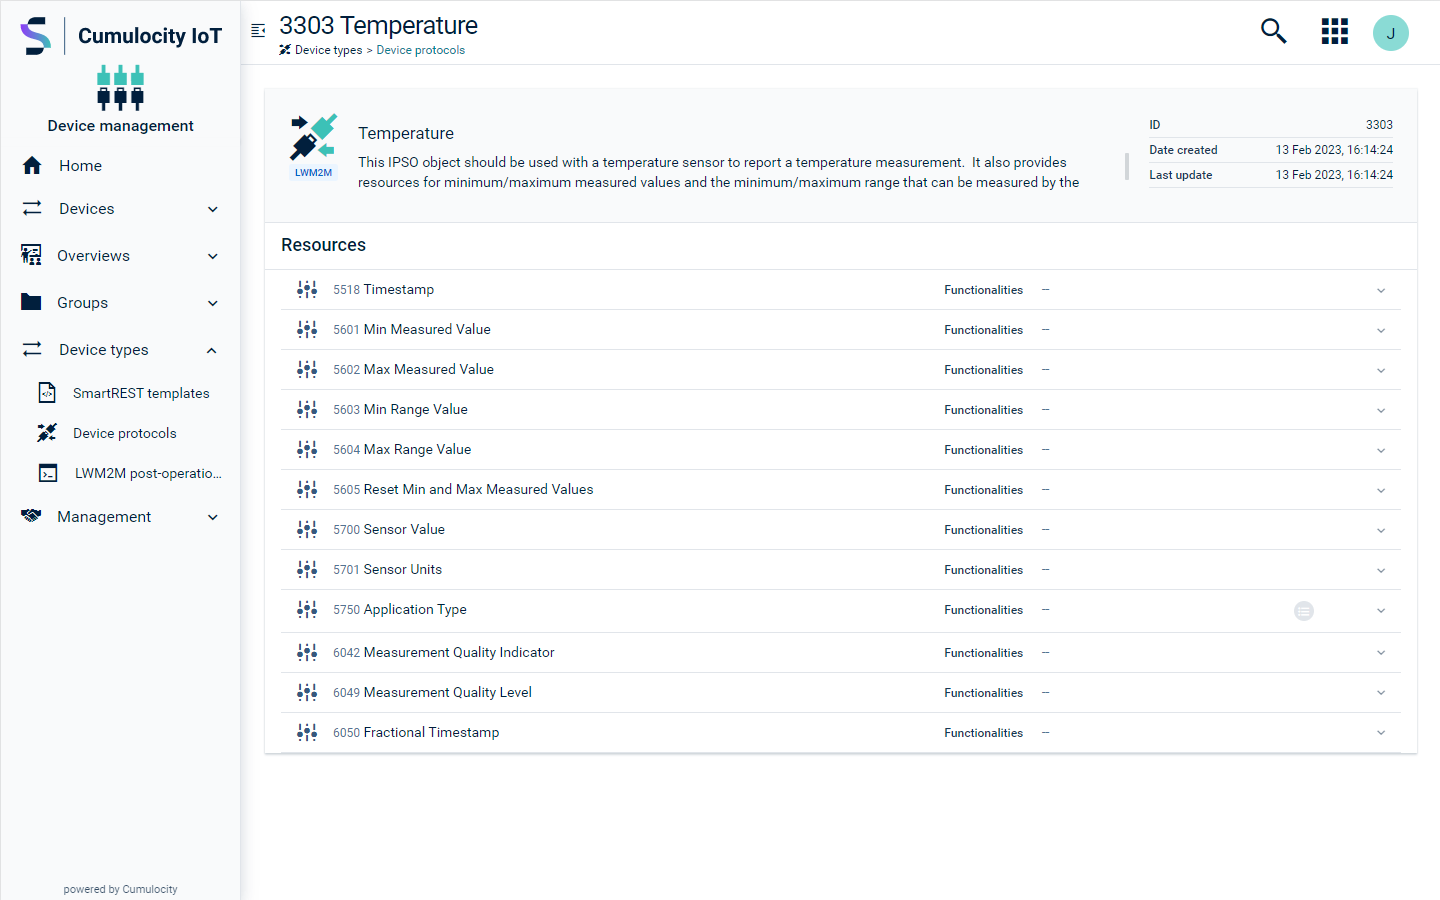 Cumulocity IoT
Device management
Home
Devices
Overviews
Groups
Device types
SmartREST templates
Device protocols
LWM2M post-operatio...
Management
powered by Cumulocity
3303 Temperature
Device types > Device protocols
J
LWM2M
Temperature
This IPSO object should be used with a temperature sensor to report a temperature measurement. It also provides
resources for minimum/maximum measured values and the minimum/maximum range that can be measured by the
ID 3303
Date created 13 Feb 2023, 16:14:24
Last update 13 Feb 2023, 16:14:24
Resources
5518 Timestamp Functionalities --
5601 Min Measured Value Functionalities --
5602 Max Measured Value Functionalities --
5603 Min Range Value Functionalities --
5604 Max Range Value Functionalities --
5605 Reset Min and Max Measured Values Functionalities --
5700 Sensor Value Functionalities --
5701 Sensor Units Functionalities --
5750 Application Type Functionalities --
6042 Measurement Quality Indicator Functionalities --
6049 Measurement Quality Level Functionalities --
6050 Fractional Timestamp Functionalities --